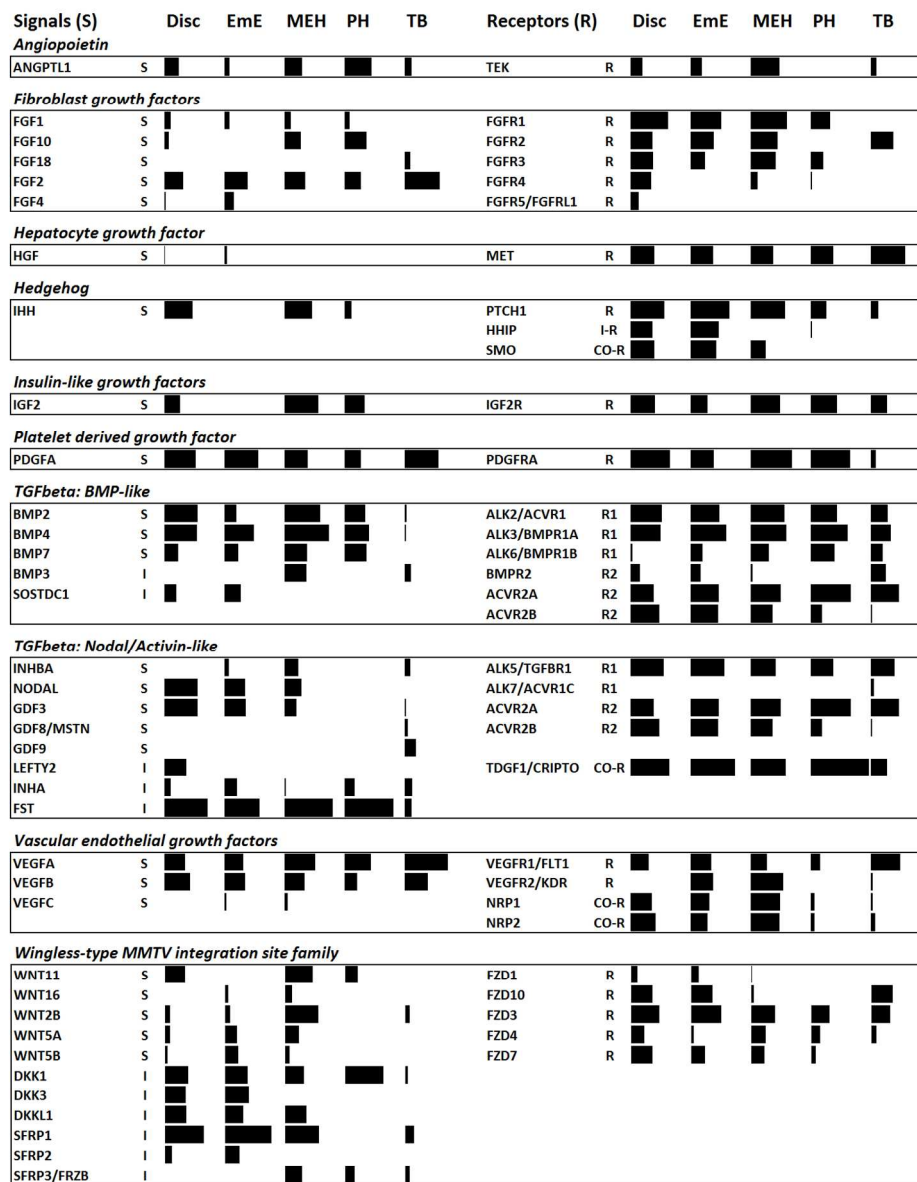 Signals (S) Disc EmE MEH PH TB Receptors (R) Disc EmE MEH PH TB
Angiopoietin
ANGPTL1 S TEK R
Fibroblast growth factors
FGF1 S FGFR1 R
FGF10 S FGFR2 R
FGF18 S FGFR3 R
FGF2 S FGFR4 R
FGF4 S FGFR5/FGFRL1 R
Hepatocyte growth factor
HGF S MET R
Hedgehog
IHH S PTCH1 R
HHIP I-R
SMO CO-R
Insulin-like growth factors
IGF2 S IGF2R R
Platelet derived growth factor
PDGFA S PDGFRA R
TGFbeta: BMP-like
BMP2 S ALK2/ACVR1 R1
BMP4 S ALK3/BMPR1A R1
BMP7 S ALK6/BMPR1B R1
BMP3 I BMPR2 R2
SOSTDC1 I ACVR2A R2
ACVR2B R2
TGFbeta: Nodal/Activin-like
INHBA S ALK5/TGFBR1 R1
NODAL S ALK7/ACVR1C R1
GDF3 S ACVR2A R2
GDF8/MSTN S ACVR2B R2
GDF9 S
LEFTY2 I TDGF1/CRIPTO CO-R
INHA I
FST I
Vascular endothelial growth factors
VEGFA S VEGFR1/FLT1 R
VEGFB S VEGFR2/KDR R
VEGFC S NRP1 CO-R
NRP2 CO-R
Wingless-type MMTV integration site family
WNT11 S FZD1 R
WNT16 S FZD10 R
WNT2B S FZD3 R
WNT5A S FZD4 R
WNT5B S FZD7 R
DKK1 I
DKK3 I
DKKL1 I
SFRP1 I
SFRP2 I
SFRP3/FRZB I